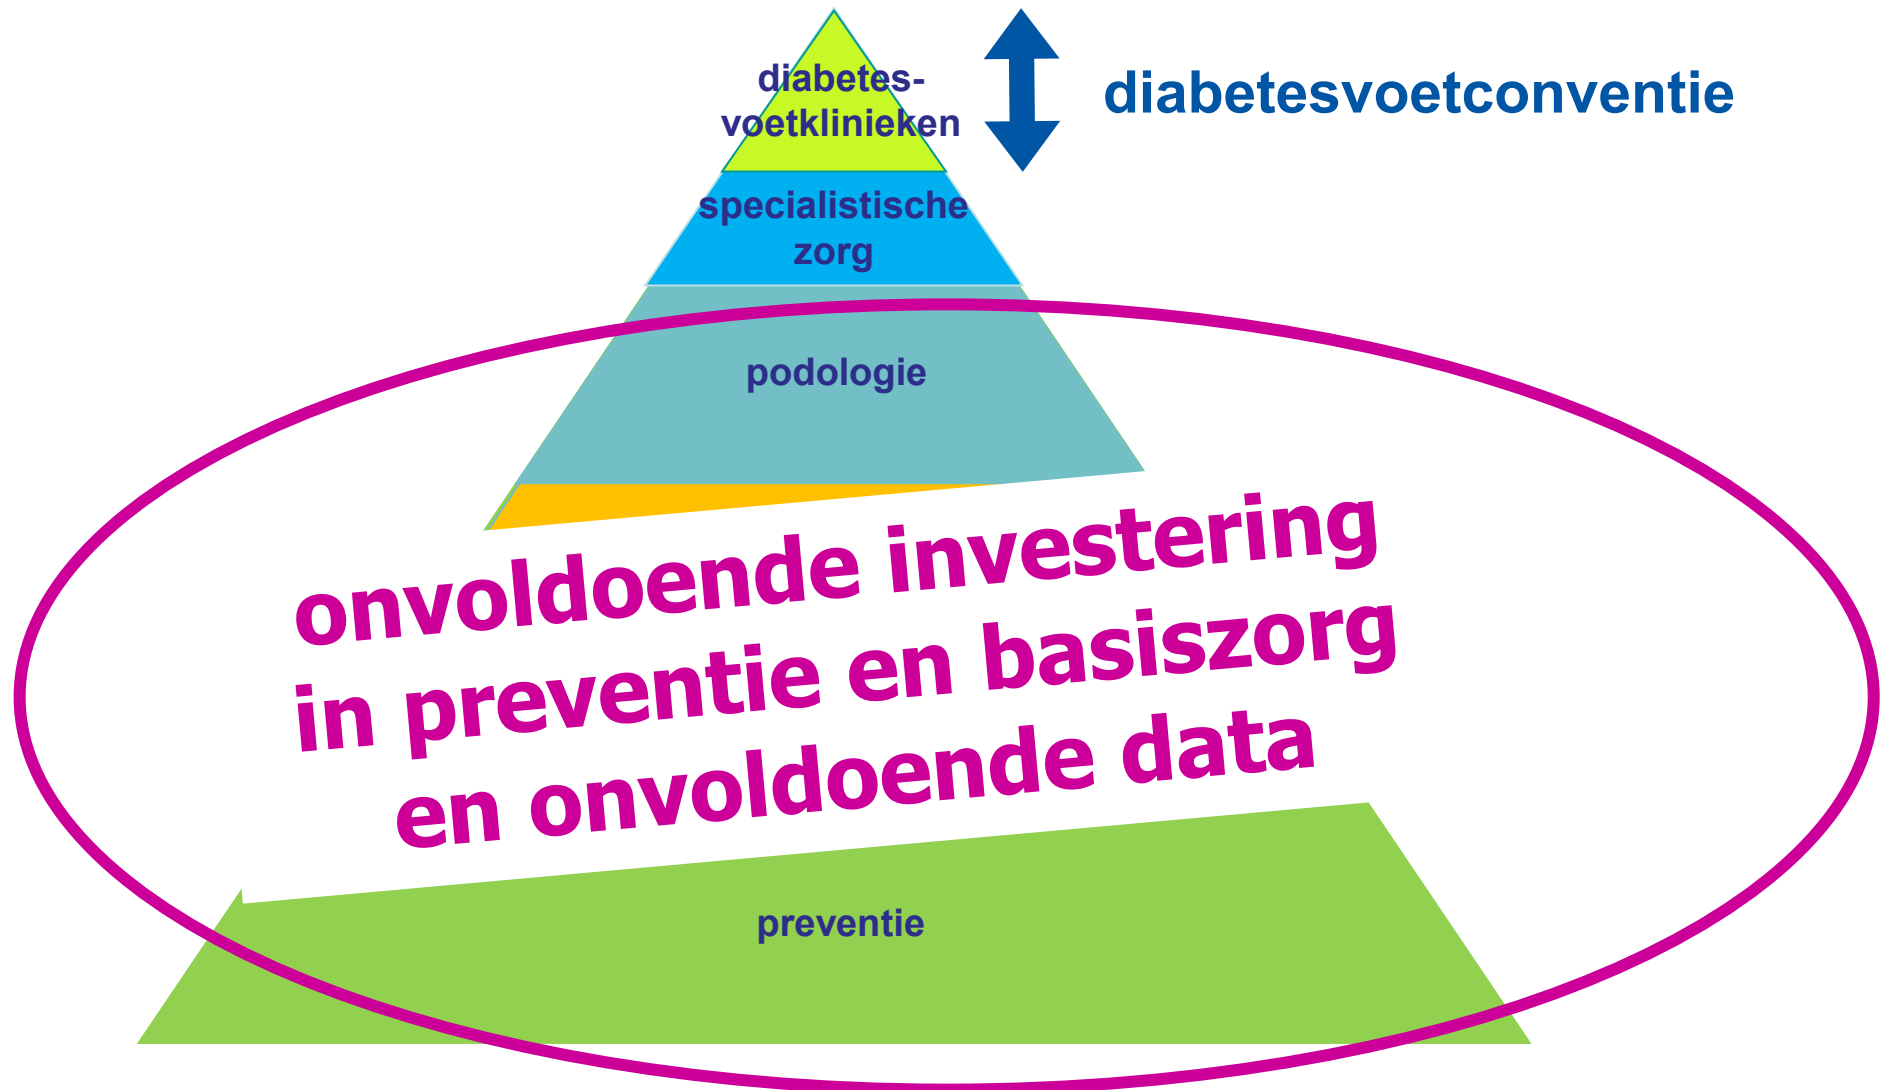 diabetes-
voetklinieken
diabetesvoetconventie
specialistische
zorg
podologie
onvoldoende investering
in preventie en basiszorg
en onvoldoende data
preventie